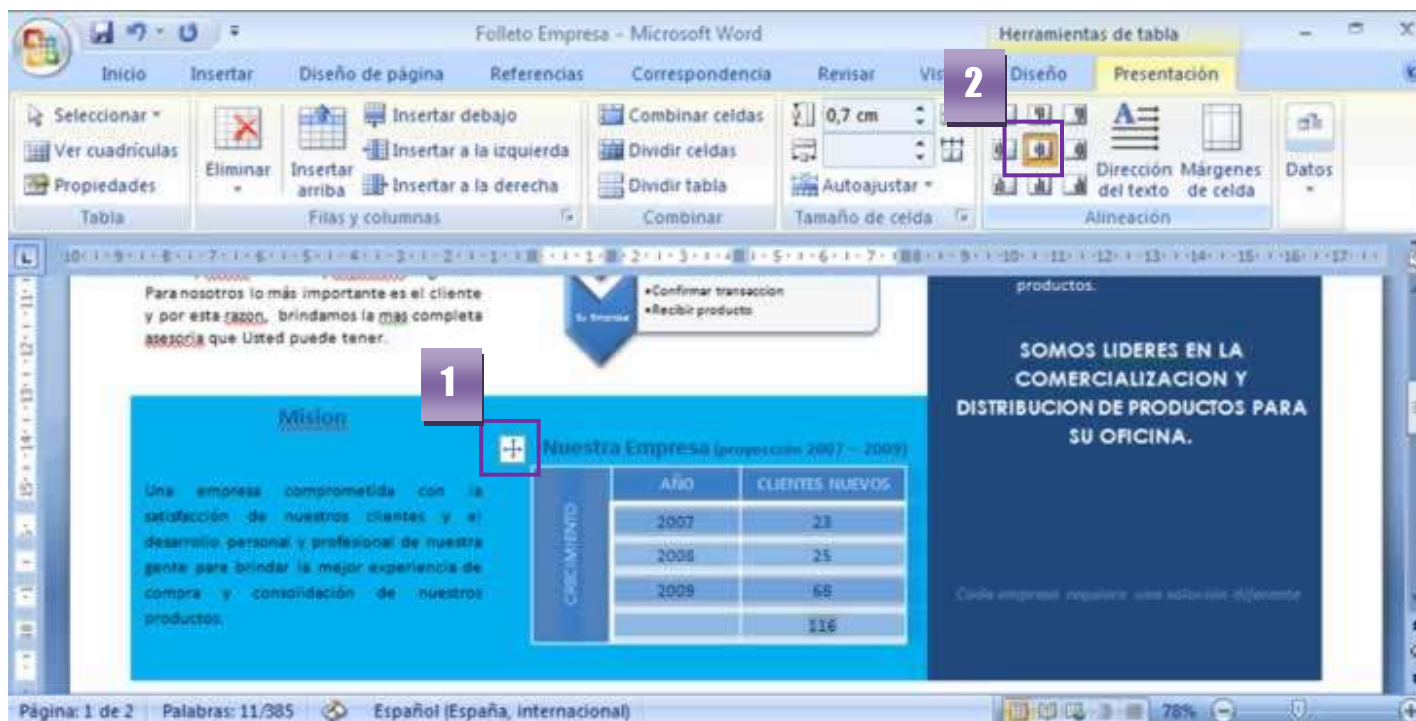 Folleto Empresa - Microsoft Word
Herramientas de tabla
Inicio Insertar Diseño de página Referencias Correspondencia Revisar Vis Diseño Presentación
2
Seleccionar
Ver cuadrículas
Propiedades
Tabla
Eliminar
Insertar arriba
Insertar debajo
Insertar a la izquierda
Insertar a la derecha
Filas y columnas
Combinar celdas
Dividir celdas
Dividir tabla
Combinar
0,7 cm
Autoajustar
Tamaño de celda
Dirección del texto
Márgenes de celda
Alineación
Datos
Para nosotros lo más importante es el cliente
y por esta razon, brindamos la mas completa
asesoria que Usted puede tener.
Su Empresa
•Confirmar transaccion
•Recibir producto
productos.
SOMOS LIDERES EN LA
COMERCIALIZACION Y
DISTRIBUCION DE PRODUCTOS PARA
SU OFICINA.
Cada empresa requiere una solución diferente
1
Mision
Una empresa comprometida con la
satisfacción de nuestros clientes y el
desarrollo personal y profesional de nuestra
gente para brindar la mejor experiencia de
compra y consolidación de nuestros
productos.
Nuestra Empresa (proyección 2007 – 2009)
CRECIMIENTO
AÑO CLIENTES NUEVOS
2007 23
2008 25
2009 68
116
Página: 1 de 2 Palabras: 11/385 Español (España, internacional) 78%